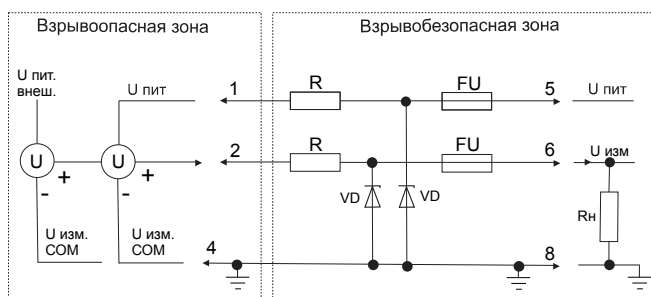 Взрывоопасная зона
Взрывобезопасная зона
U пит.
внеш.
U пит
1
R
FU
5
U пит
U
+
-
U
+
-
2
R
FU
6
U изм
VD
VD
Rн
U изм.
COM
U изм.
COM
4
8